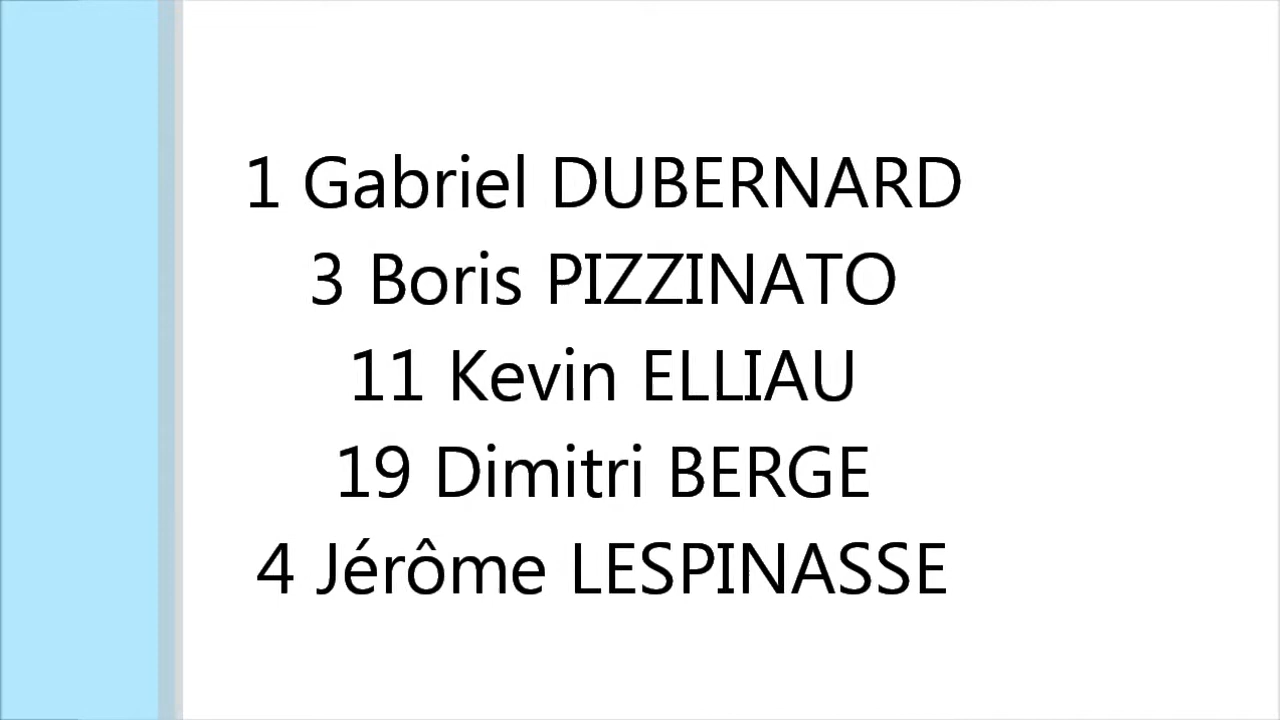 1 Gabriel DUBERNARD
3 Boris PIZZINATO
11 Kevin ELLIAU
19 Dimitri BERGE
4 Jérôme LESPINASSE